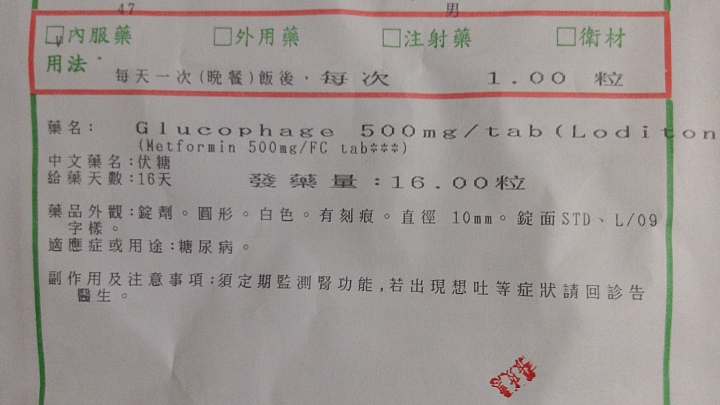 47 男
☑內服藥 □外用藥 □注射藥 □衛材
用法
每天一次(晚餐)飯後, 每次 1.00 粒
藥名: Glucophage 500mg/tab(Loditon
(Metformin 500mg/FC tab***)
中文藥名:伏糖
給藥天數:16天 發藥量:16.00粒
藥品外觀:錠劑。圓形。白色。有刻痕。直徑 10mm。錠面STD、L/09
字樣。
適應症或用途:糖尿病。
副作用及注意事項:須定期監測腎功能,若出現想吐等症狀請回診告
醫生。